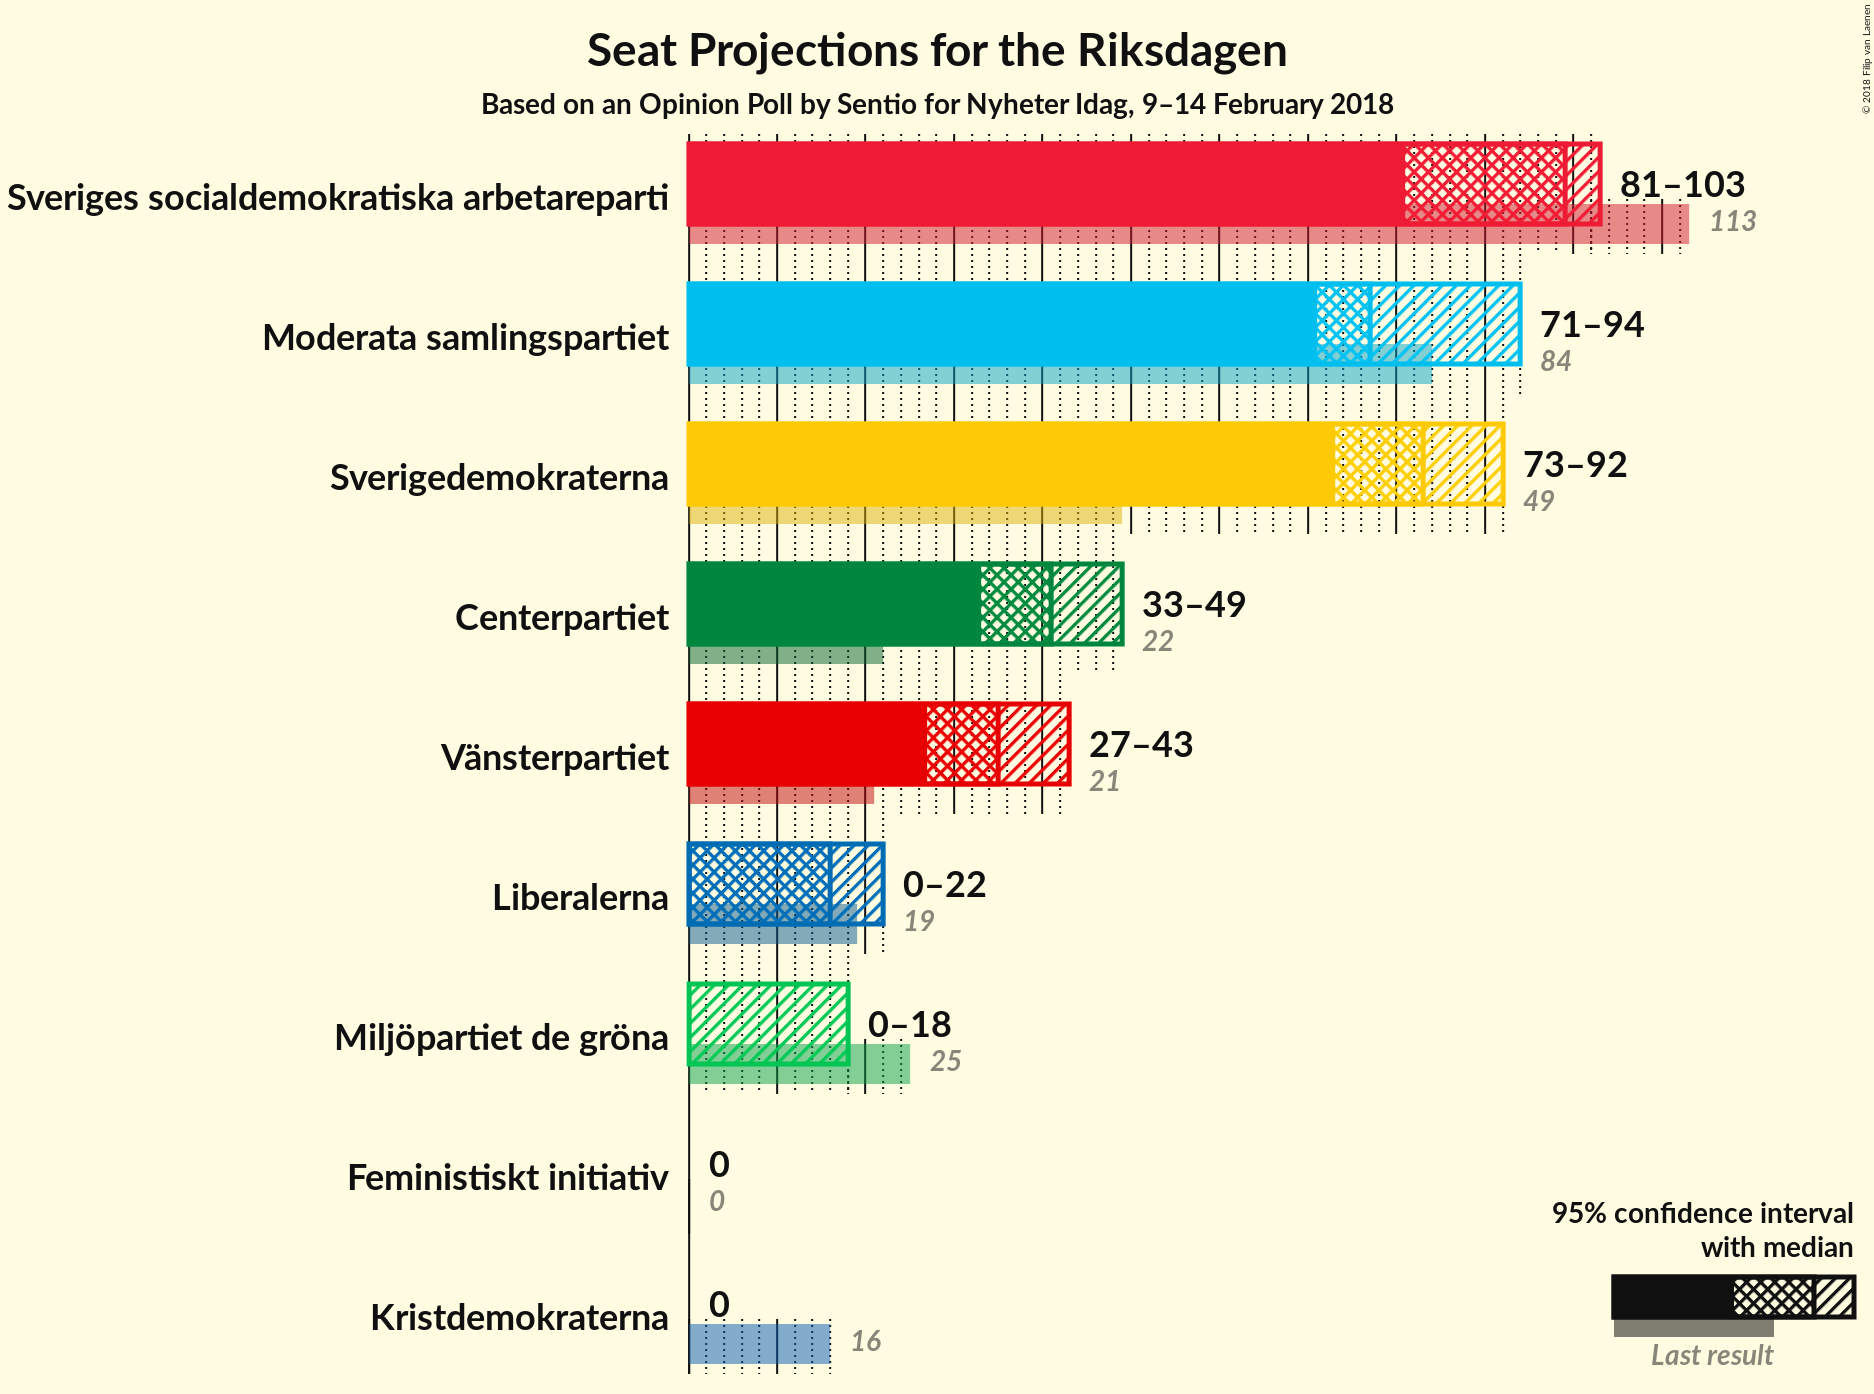 Seat Projections for the Riksdagen
Based on an Opinion Poll by Sentio for Nyheter Idag, 9–14 February 2018
© 2018 Filip van Laenen
Sveriges socialdemokratiska arbetareparti
81–103
113
Moderata samlingspartiet
71–94
84
Sverigedemokraterna
73–92
49
Centerpartiet
33–49
22
Vänsterpartiet
27–43
21
Liberalerna
0–22
19
Miljöpartiet de gröna
0–18
25
Feministiskt initiativ
0
0
Kristdemokraterna
0
16
95% confidence interval
with median
Last result